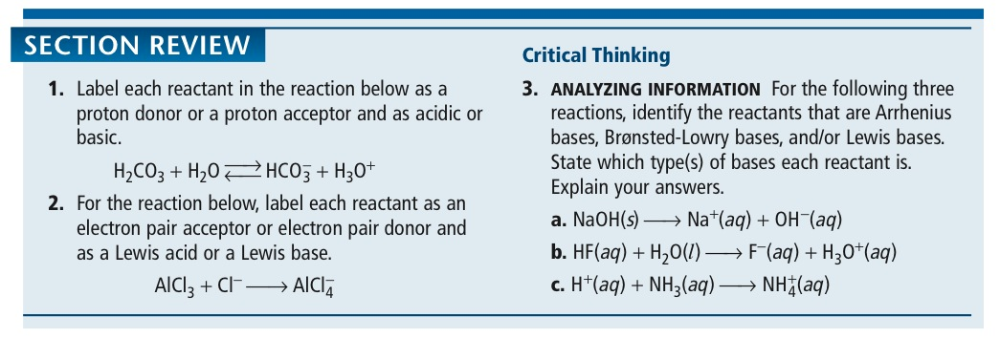 SECTION REVIEW
1. Label each reactant in the reaction below as a
proton donor or a proton acceptor and as acidic or
basic.
H₂CO₃ + H₂O ⇄ HCO₃⁻ + H₃O⁺
2. For the reaction below, label each reactant as an
electron pair acceptor or electron pair donor and
as a Lewis acid or a Lewis base.
AlCl₃ + Cl⁻ ⟶ AlCl₄⁻
Critical Thinking
3. ANALYZING INFORMATION For the following three
reactions, identify the reactants that are Arrhenius
bases, Brønsted-Lowry bases, and/or Lewis bases.
State which type(s) of bases each reactant is.
Explain your answers.
a. NaOH(s) ⟶ Na⁺(aq) + OH⁻(aq)
b. HF(aq) + H₂O(l) ⟶ F⁻(aq) + H₃O⁺(aq)
c. H⁺(aq) + NH₃(aq) ⟶ NH₄⁺(aq)